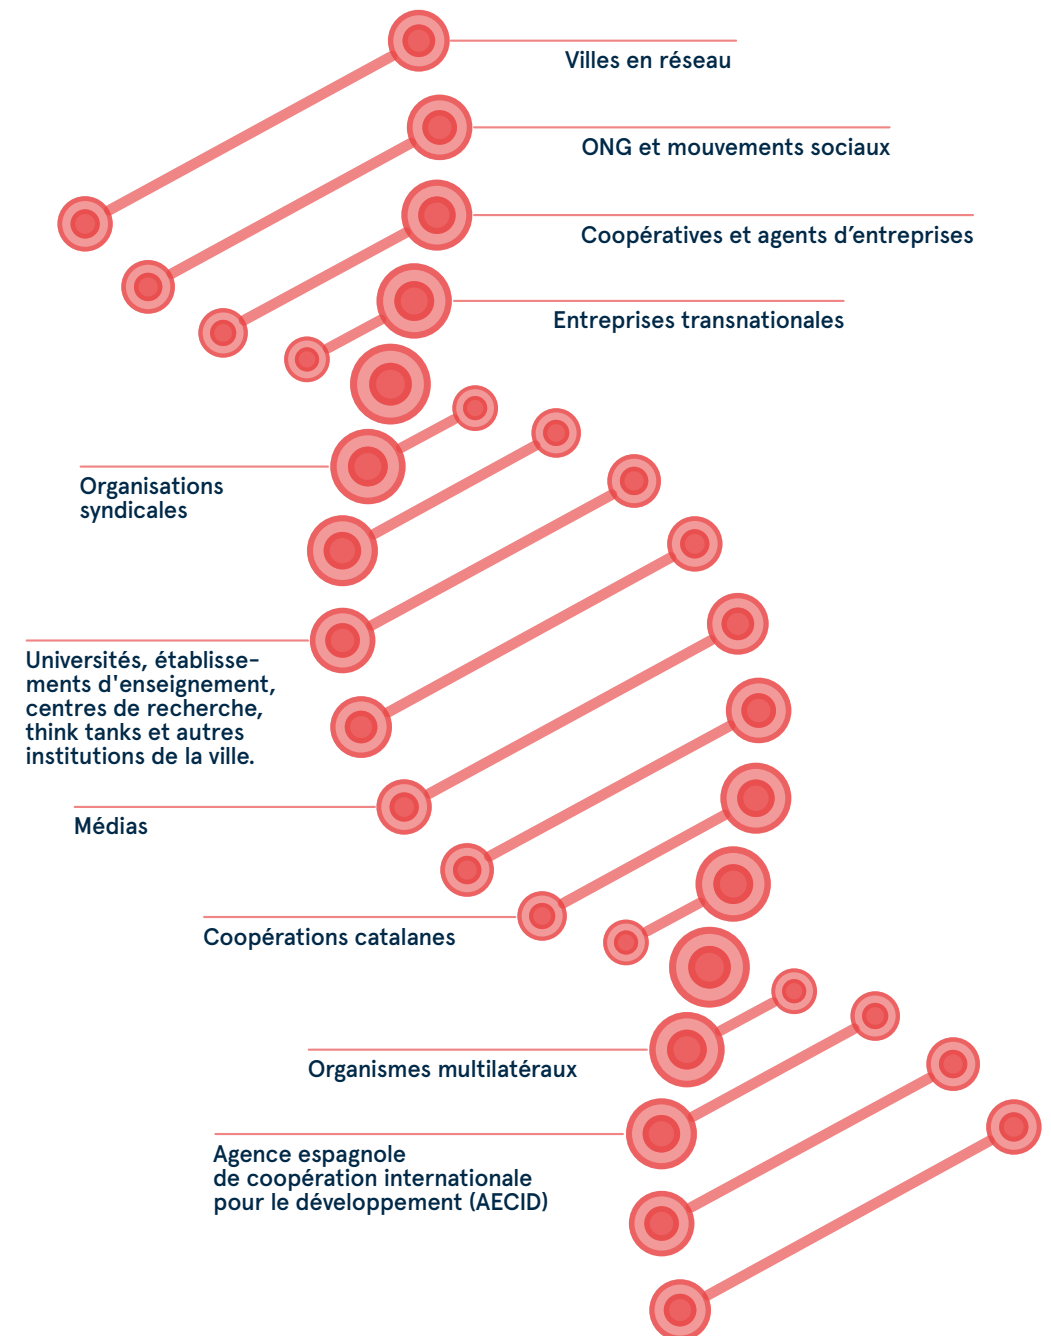 Villes en réseau
ONG et mouvements sociaux
Coopératives et agents d’entreprises
Entreprises transnationales
Organisations
syndicales
Universités, établisse-
ments d'enseignement,
centres de recherche,
think tanks et autres
institutions de la ville.
Médias
Coopérations catalanes
Organismes multilatéraux
Agence espagnole
de coopération internationale
pour le développement (AECID)